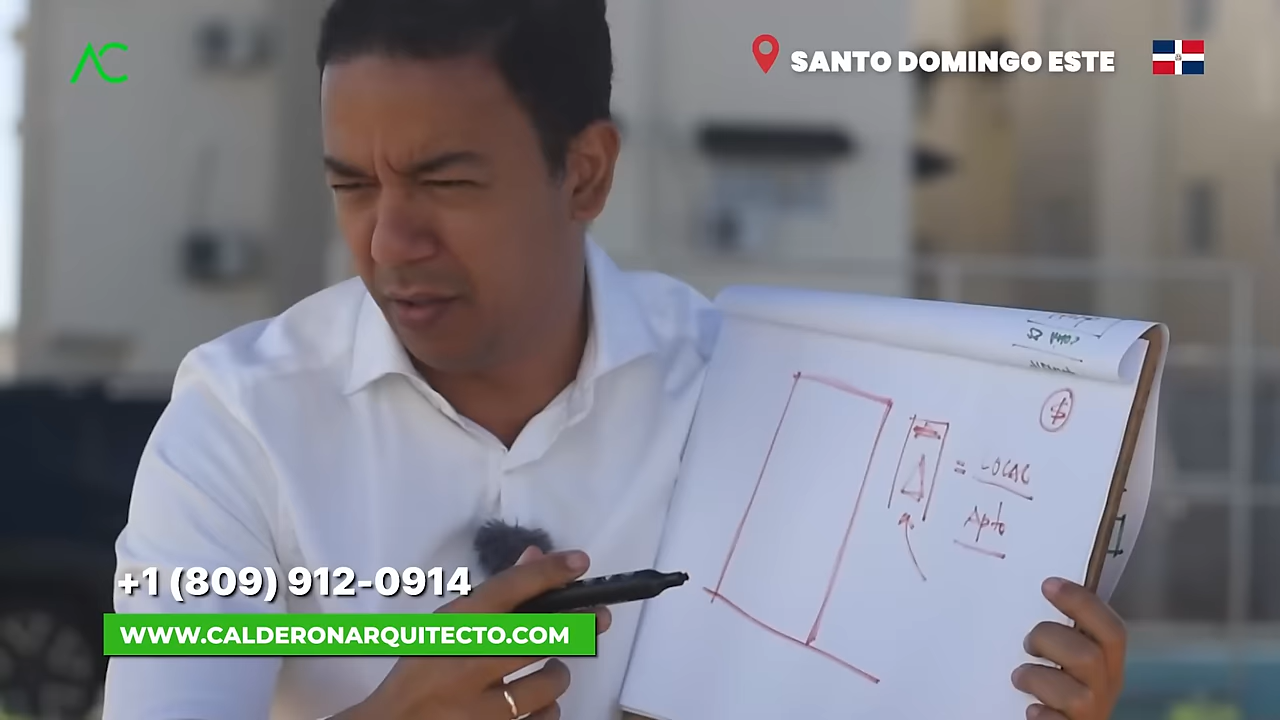 AC
SANTO DOMINGO ESTE
$
=
Apto
+1 (809) 912-0914
WWW.CALDERONARQUITECTO.COM